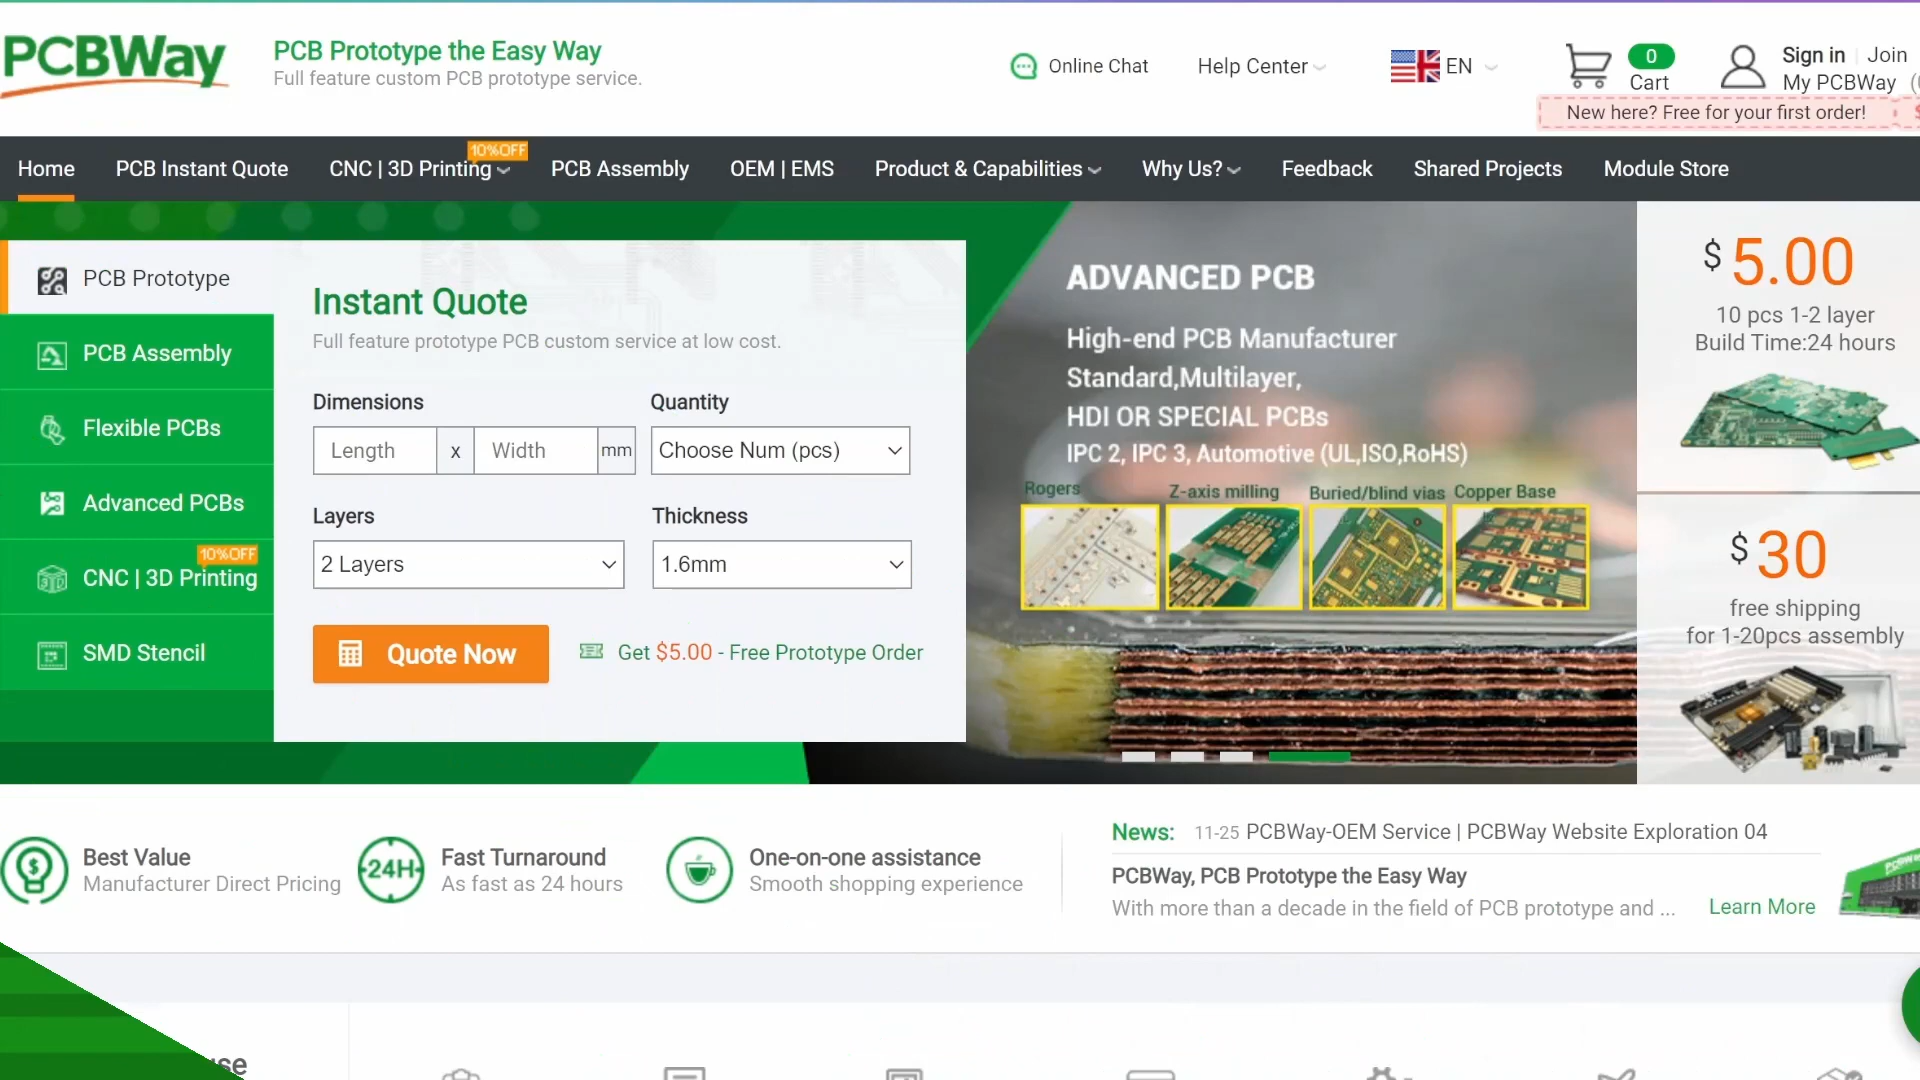 PCBWay
PCB Prototype the Easy Way
Full feature custom PCB prototype service.
Online Chat
Help Center
EN
0
Cart
Sign in | Join
My PCBWay
New here? Free for your first order!
Home
PCB Instant Quote
CNC | 3D Printing
10%OFF
PCB Assembly
OEM | EMS
Product & Capabilities
Why Us?
Feedback
Shared Projects
Module Store
PCB Prototype
PCB Assembly
Flexible PCBs
Advanced PCBs
10%OFF
CNC | 3D Printing
SMD Stencil
Instant Quote
Full feature prototype PCB custom service at low cost.
Dimensions
Quantity
Length x Width mm
Choose Num (pcs)
Layers
Thickness
2 Layers
1.6mm
Quote Now
Get $5.00 - Free Prototype Order
ADVANCED PCB
High-end PCB Manufacturer
Standard,Multilayer,
HDI OR SPECIAL PCBs
IPC 2, IPC 3, Automotive (UL,ISO,RoHS)
Rogers
Z-axis milling
Buried/blind vias
Copper Base
$ 5.00
10 pcs 1-2 layer
Build Time:24 hours
$ 30
free shipping
for 1-20pcs assembly
Best Value
Manufacturer Direct Pricing
24H
Fast Turnaround
As fast as 24 hours
One-on-one assistance
Smooth shopping experience
News: 11-25 PCBWay-OEM Service | PCBWay Website Exploration 04
PCBWay, PCB Prototype the Easy Way
With more than a decade in the field of PCB prototype and ...
Learn More